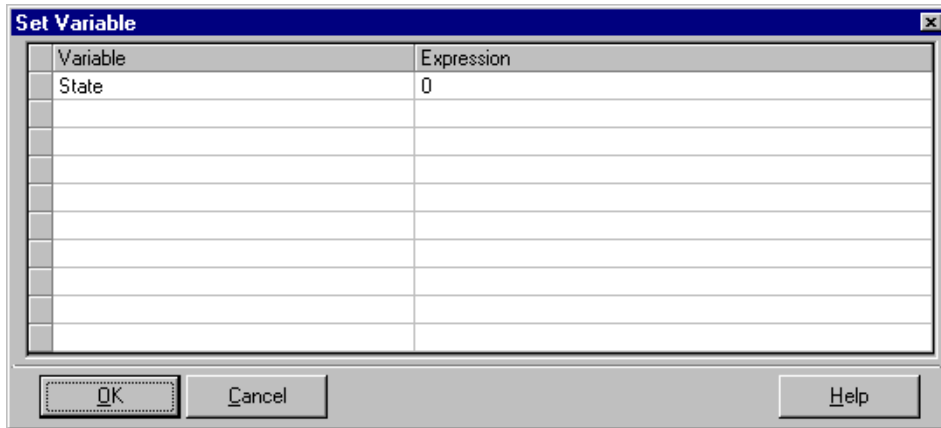 Set Variable
Variable Expression
State 0
OK Cancel Help